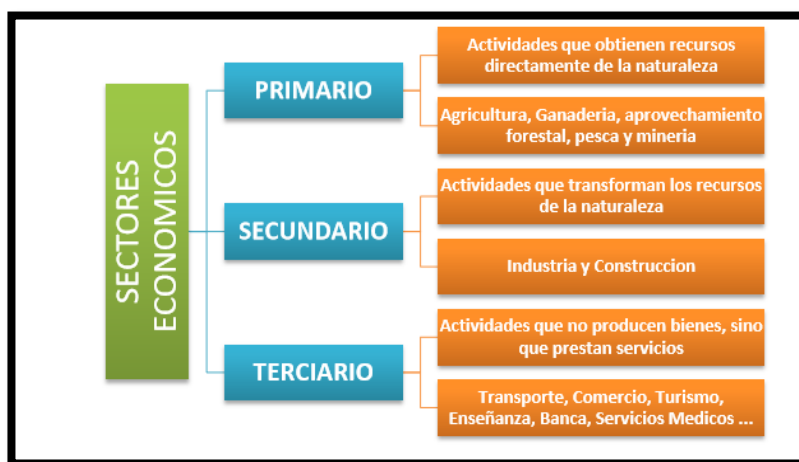 SECTORES
ECONOMICOS
PRIMARIO
Actividades que obtienen recursos
directamente de la naturaleza
Agricultura, Ganaderia, aprovechamiento
forestal, pesca y mineria
SECUNDARIO
Actividades que transforman los recursos
de la naturaleza
Industria y Construccion
TERCIARIO
Actividades que no producen bienes, sino
que prestan servicios
Transporte, Comercio, Turismo,
Enseñanza, Banca, Servicios Medicos ...